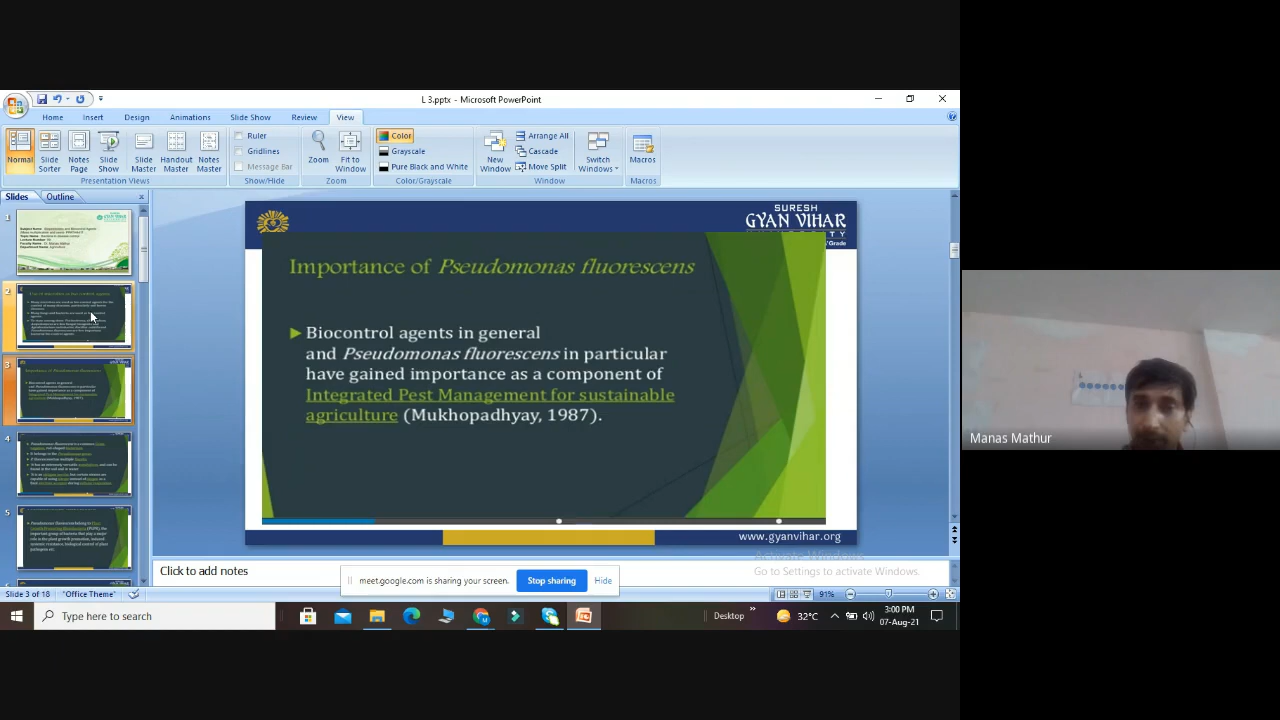 L 3.pptx - Microsoft PowerPoint
Home Insert Design Animations Slide Show Review View
Normal Slide Sorter Notes Page Slide Show Slide Master Handout Master Notes Master
Presentation Views
Ruler
Gridlines
Message Bar
Show/Hide
Zoom Fit to Window
Zoom
Color
Grayscale
Pure Black and White
Color/Grayscale
New Window
Arrange All
Cascade
Move Split
Switch Windows
Window
Macros
Macros
Slides Outline
1
2
3
4
5
SURESH
GYAN VIHAR
Importance of Pseudomonas fluorescens
Biocontrol agents in general
and Pseudomonas fluorescens in particular
have gained importance as a component of
Integrated Pest Management for sustainable
agriculture (Mukhopadhyay, 1987).
www.gyanvihar.org
Activate Windows
Go to Settings to activate Windows.
Click to add notes
meet.google.com is sharing your screen. Stop sharing Hide
Slide 3 of 18 "Office Theme" 91%
Type here to search
Desktop 32°C 3:00 PM
07-Aug-21
Manas Mathur